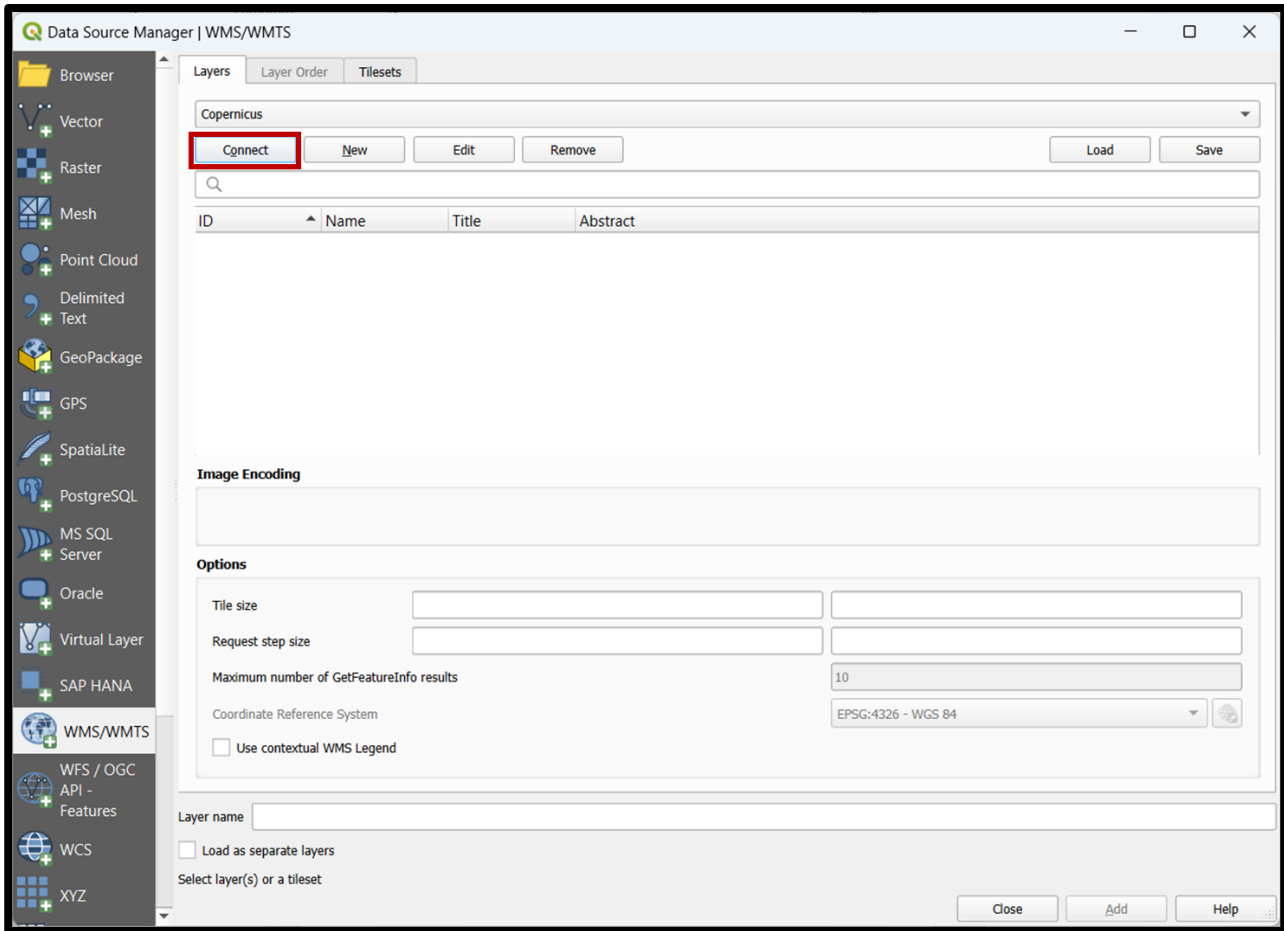 Data Source Manager | WMS/WMTS
Browser
Vector
Raster
Mesh
Point Cloud
Delimited
Text
GeoPackage
GPS
SpatiaLite
PostgreSQL
MS SQL
Server
Oracle
Virtual Layer
SAP HANA
WMS/WMTS
WFS / OGC
API -
Features
WCS
XYZ
Layers Layer Order Tilesets
Copernicus
Connect New Edit Remove Load Save
ID Name Title Abstract
Image Encoding
Options
Tile size
Request step size
Maximum number of GetFeatureInfo results 10
Coordinate Reference System EPSG:4326 - WGS 84
Use contextual WMS Legend
Layer name
Load as separate layers
Select layer(s) or a tileset
Close Add Help